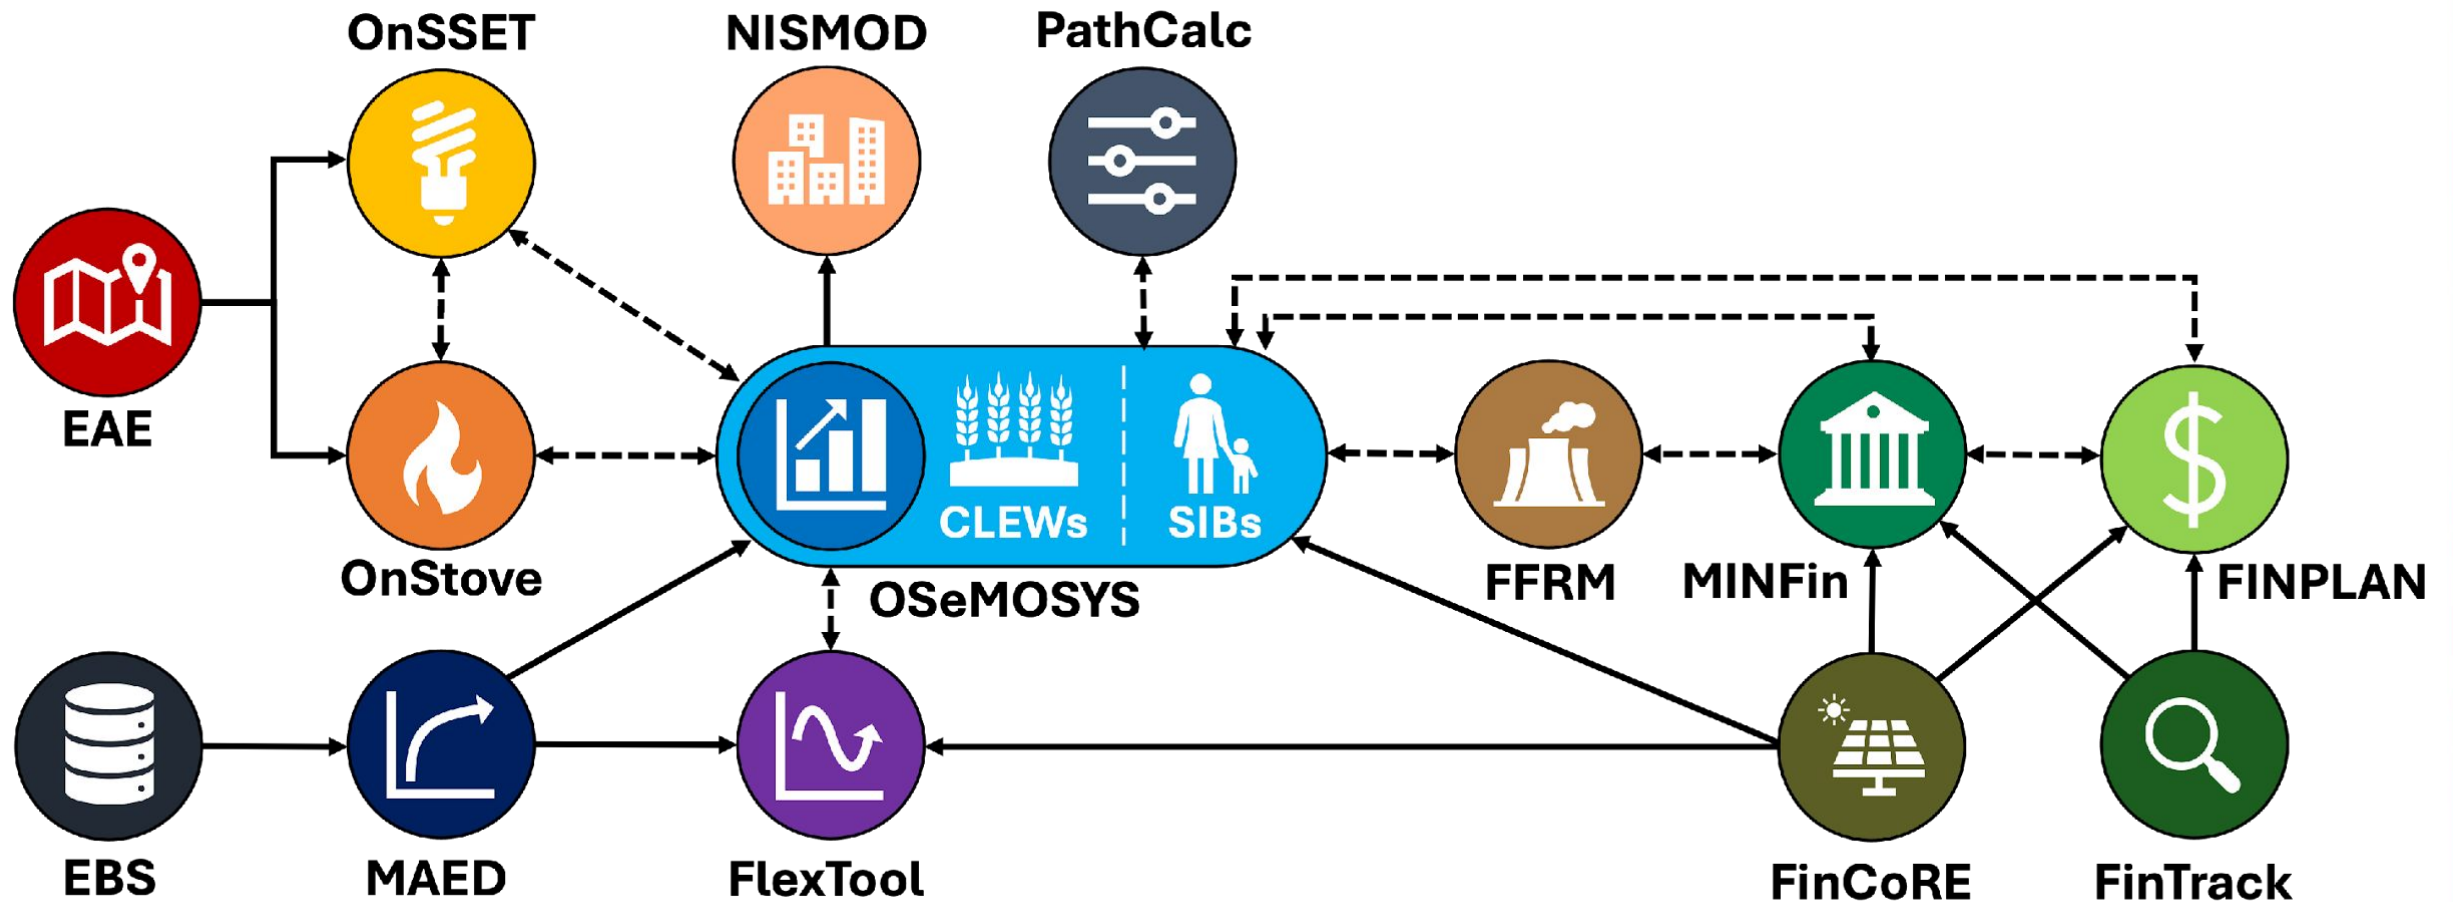 OnSSET
NISMOD
PathCalc
EAE
CLEWs
SIBs
OnStove
OSeMOSYS
FFRM
MINFin
FINPLAN
EBS
MAED
FlexTool
FinCoRE
FinTrack